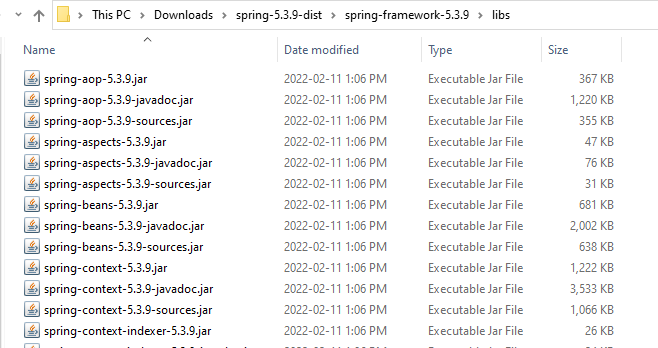 This PC > Downloads > spring-5.3.9-dist > spring-framework-5.3.9 > libs
Name Date modified Type Size
spring-aop-5.3.9.jar 2022-02-11 1:06 PM Executable Jar File 367 KB
spring-aop-5.3.9-javadoc.jar 2022-02-11 1:06 PM Executable Jar File 1,220 KB
spring-aop-5.3.9-sources.jar 2022-02-11 1:06 PM Executable Jar File 355 KB
spring-aspects-5.3.9.jar 2022-02-11 1:06 PM Executable Jar File 47 KB
spring-aspects-5.3.9-javadoc.jar 2022-02-11 1:06 PM Executable Jar File 76 KB
spring-aspects-5.3.9-sources.jar 2022-02-11 1:06 PM Executable Jar File 31 KB
spring-beans-5.3.9.jar 2022-02-11 1:06 PM Executable Jar File 681 KB
spring-beans-5.3.9-javadoc.jar 2022-02-11 1:06 PM Executable Jar File 2,002 KB
spring-beans-5.3.9-sources.jar 2022-02-11 1:06 PM Executable Jar File 638 KB
spring-context-5.3.9.jar 2022-02-11 1:06 PM Executable Jar File 1,222 KB
spring-context-5.3.9-javadoc.jar 2022-02-11 1:06 PM Executable Jar File 3,533 KB
spring-context-5.3.9-sources.jar 2022-02-11 1:06 PM Executable Jar File 1,066 KB
spring-context-indexer-5.3.9.jar 2022-02-11 1:06 PM Executable Jar File 26 KB